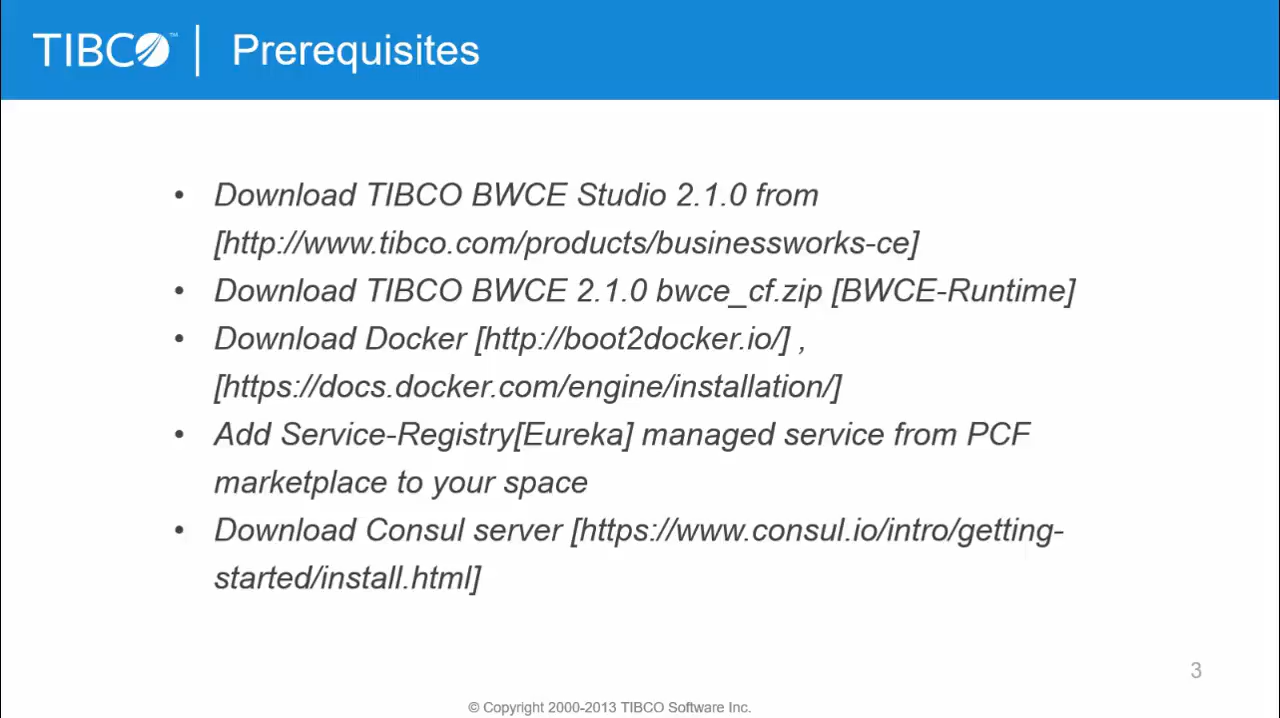 TIBCO™ | Prerequisites
• Download TIBCO BWCE Studio 2.1.0 from
[http://www.tibco.com/products/businessworks-ce]
• Download TIBCO BWCE 2.1.0 bwce_cf.zip [BWCE-Runtime]
• Download Docker [http://boot2docker.io/] ,
[https://docs.docker.com/engine/installation/]
• Add Service-Registry[Eureka] managed service from PCF
marketplace to your space
• Download Consul server [https://www.consul.io/intro/getting-
started/install.html]
3
© Copyright 2000-2013 TIBCO Software Inc.